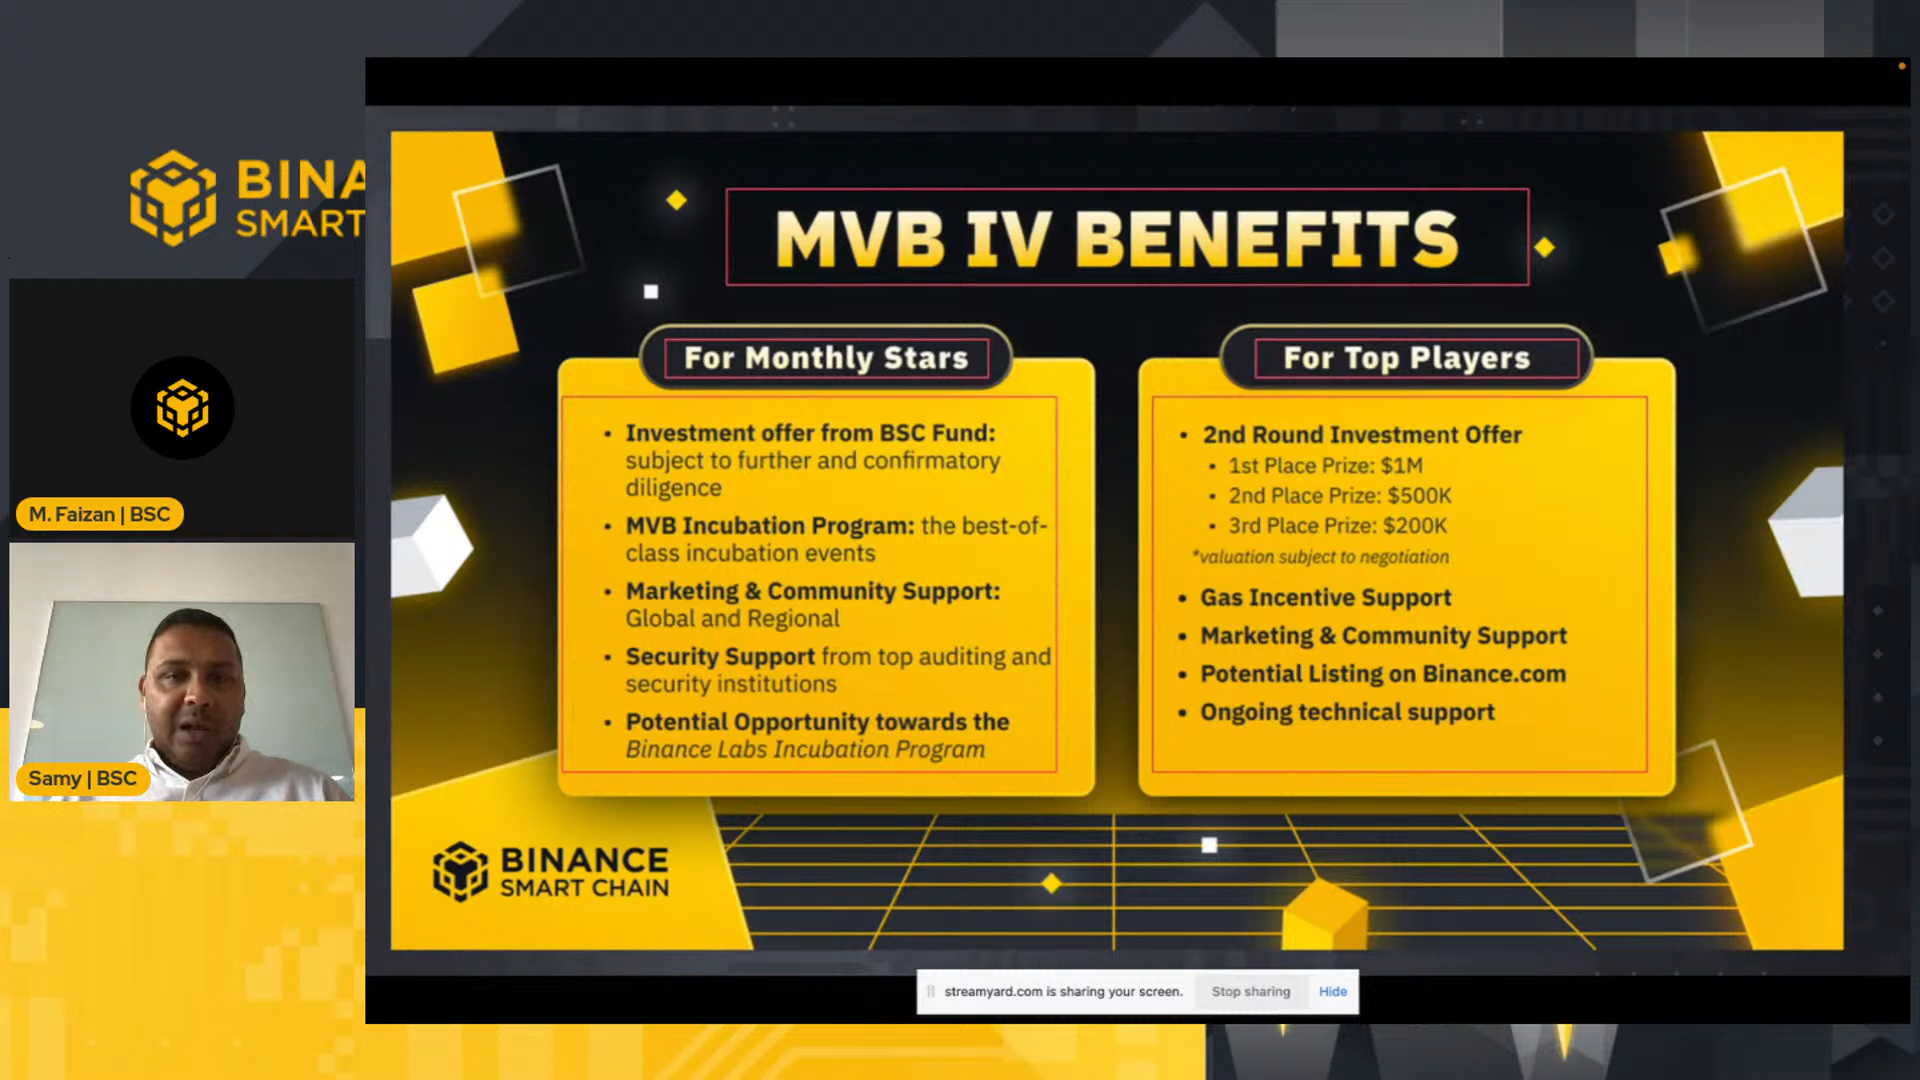 BINA
SMART
M. Faizan | BSC
Samy | BSC
MVB IV BENEFITS
For Monthly Stars
• Investment offer from BSC Fund:
subject to further and confirmatory
diligence
• MVB Incubation Program: the best-of-
class incubation events
• Marketing & Community Support:
Global and Regional
• Security Support from top auditing and
security institutions
• Potential Opportunity towards the
Binance Labs Incubation Program
For Top Players
• 2nd Round Investment Offer
• 1st Place Prize: $1M
• 2nd Place Prize: $500K
• 3rd Place Prize: $200K
*valuation subject to negotiation
• Gas Incentive Support
• Marketing & Community Support
• Potential Listing on Binance.com
• Ongoing technical support
BINANCE
SMART CHAIN
streamyard.com is sharing your screen. Stop sharing Hide